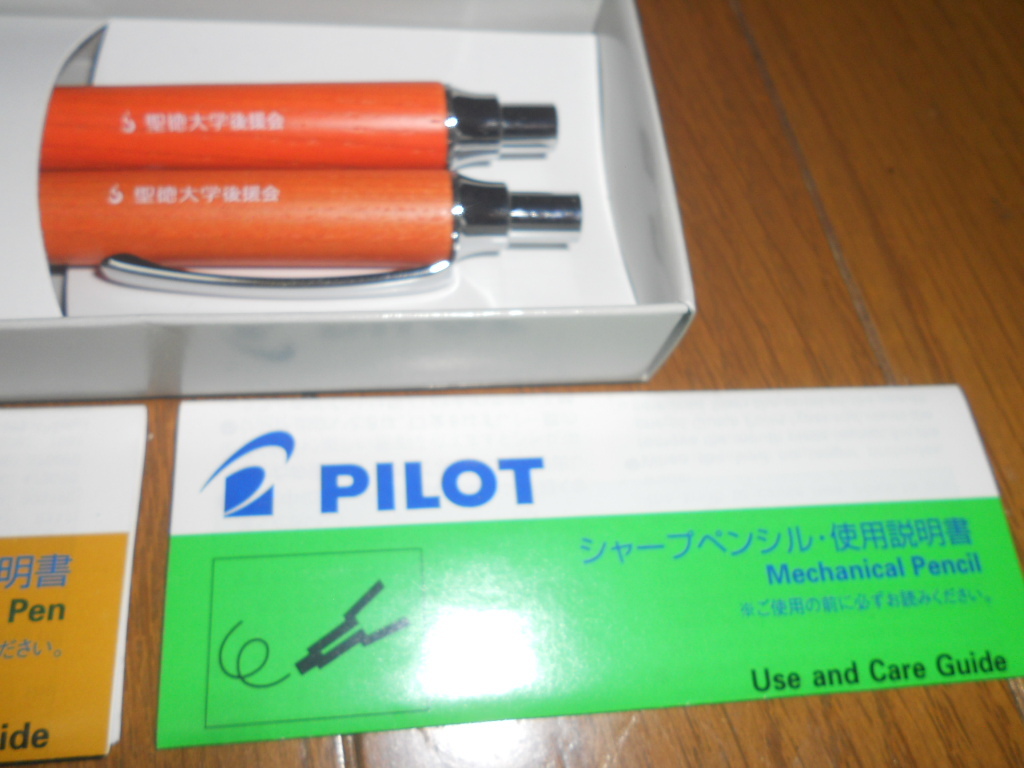 聖徳大学後援会
聖徳大学後援会
PILOT
シャープペンシル・使用説明書
Mechanical Pencil
※ご使用の前に必ずお読みください。
Use and Care Guide
明書
Pen
ださい。
ide